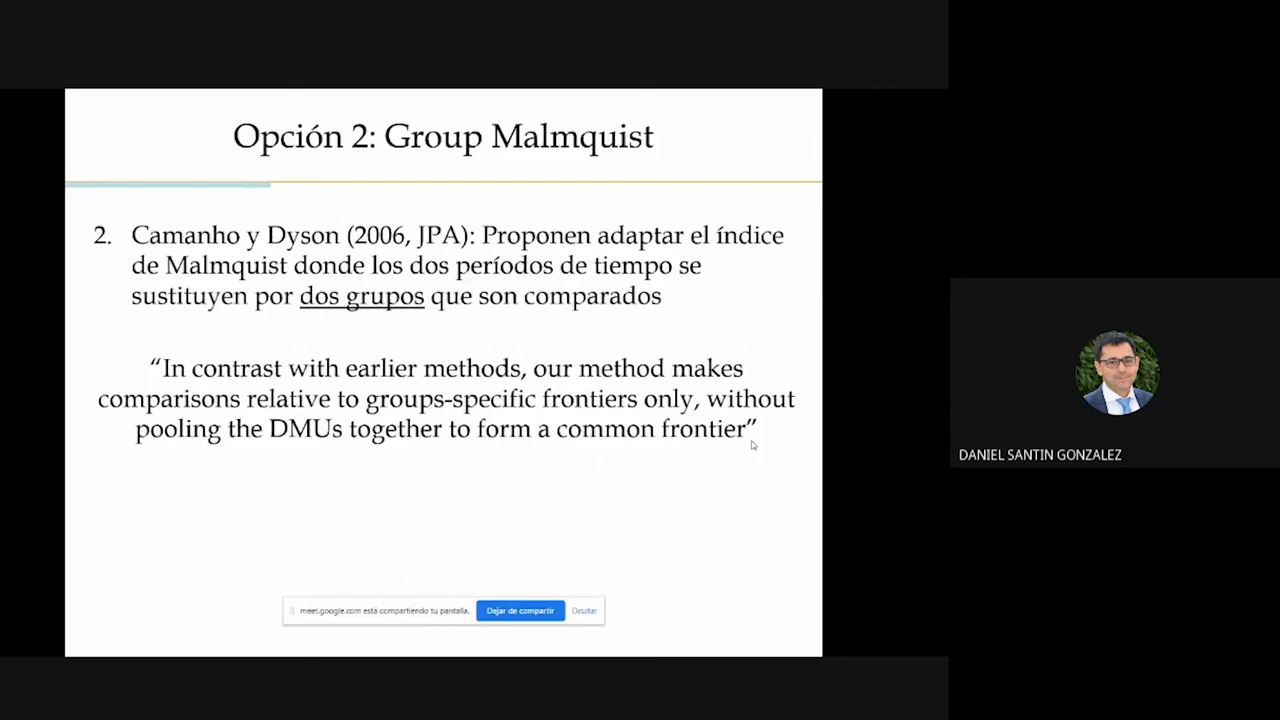 Opción 2: Group Malmquist
2. Camanho y Dyson (2006, JPA): Proponen adaptar el índice
de Malmquist donde los dos períodos de tiempo se
sustituyen por dos grupos que son comparados
“In contrast with earlier methods, our method makes
comparisons relative to groups-specific frontiers only, without
pooling the DMUs together to form a common frontier”
meet.google.com está compartiendo tu pantalla.
Dejar de compartir
Ocultar
DANIEL SANTIN GONZALEZ